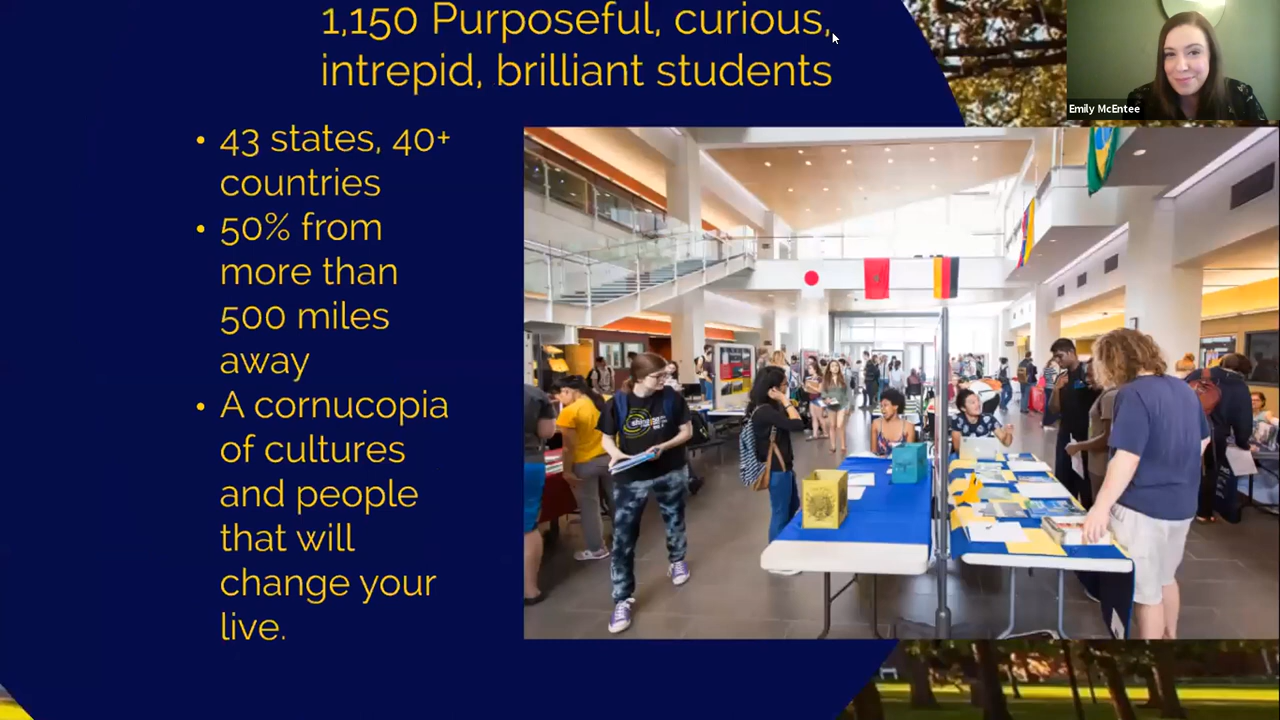 1,150 Purposeful, curious,
intrepid, brilliant students
Emily McEntee
• 43 states, 40+
countries
• 50% from
more than
500 miles
away
• A cornucopia
of cultures
and people
that will
change your
live.